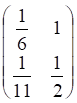 ( 1/6 1 )
( 1/11 1/2 )